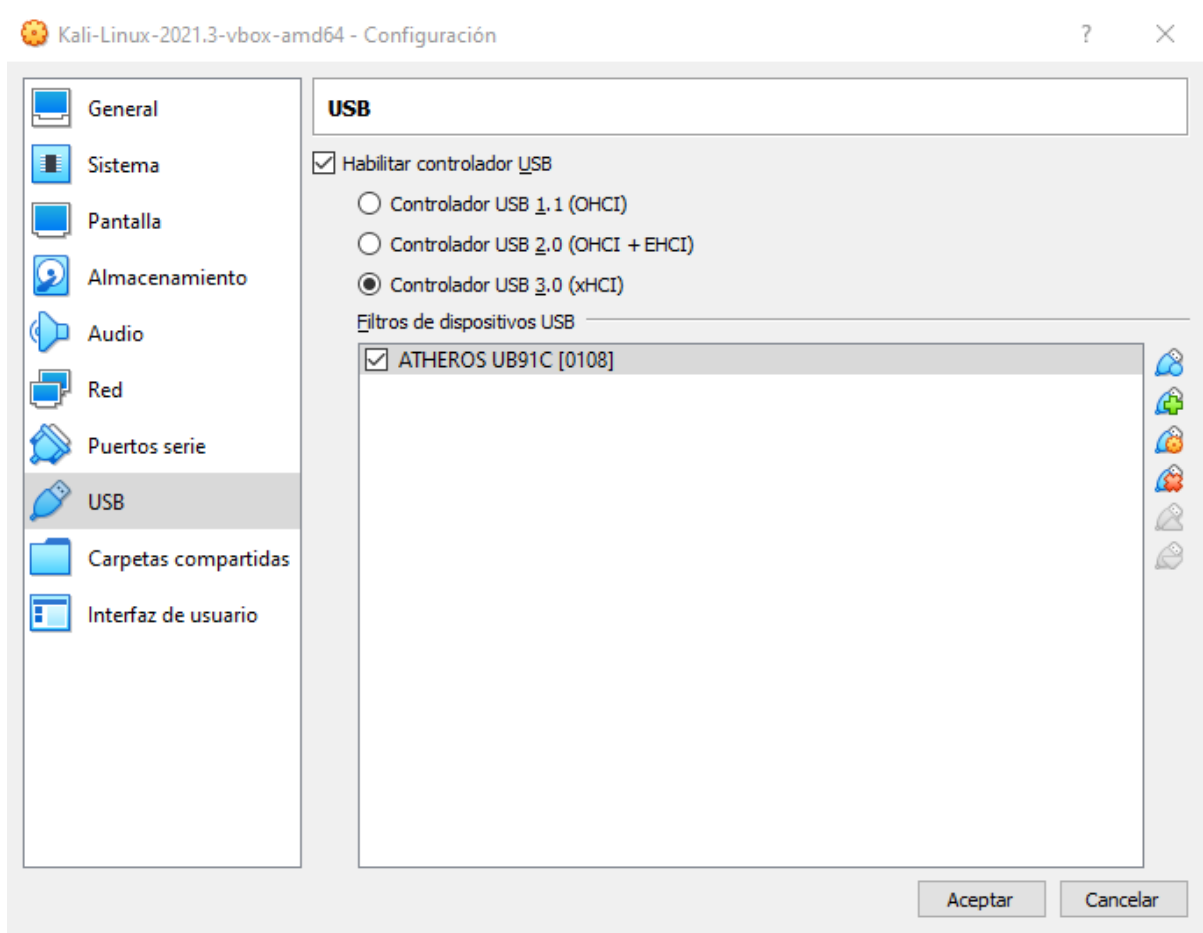 Kali-Linux-2021.3-vbox-amd64 - Configuración
?
General
Sistema
Pantalla
Almacenamiento
Audio
Red
Puertos serie
USB
Carpetas compartidas
Interfaz de usuario
USB
Habilitar controlador USB
Controlador USB 1.1 (OHCI)
Controlador USB 2.0 (OHCI + EHCI)
Controlador USB 3.0 (xHCI)
Filtros de dispositivos USB
ATHEROS UB91C [0108]
Aceptar
Cancelar